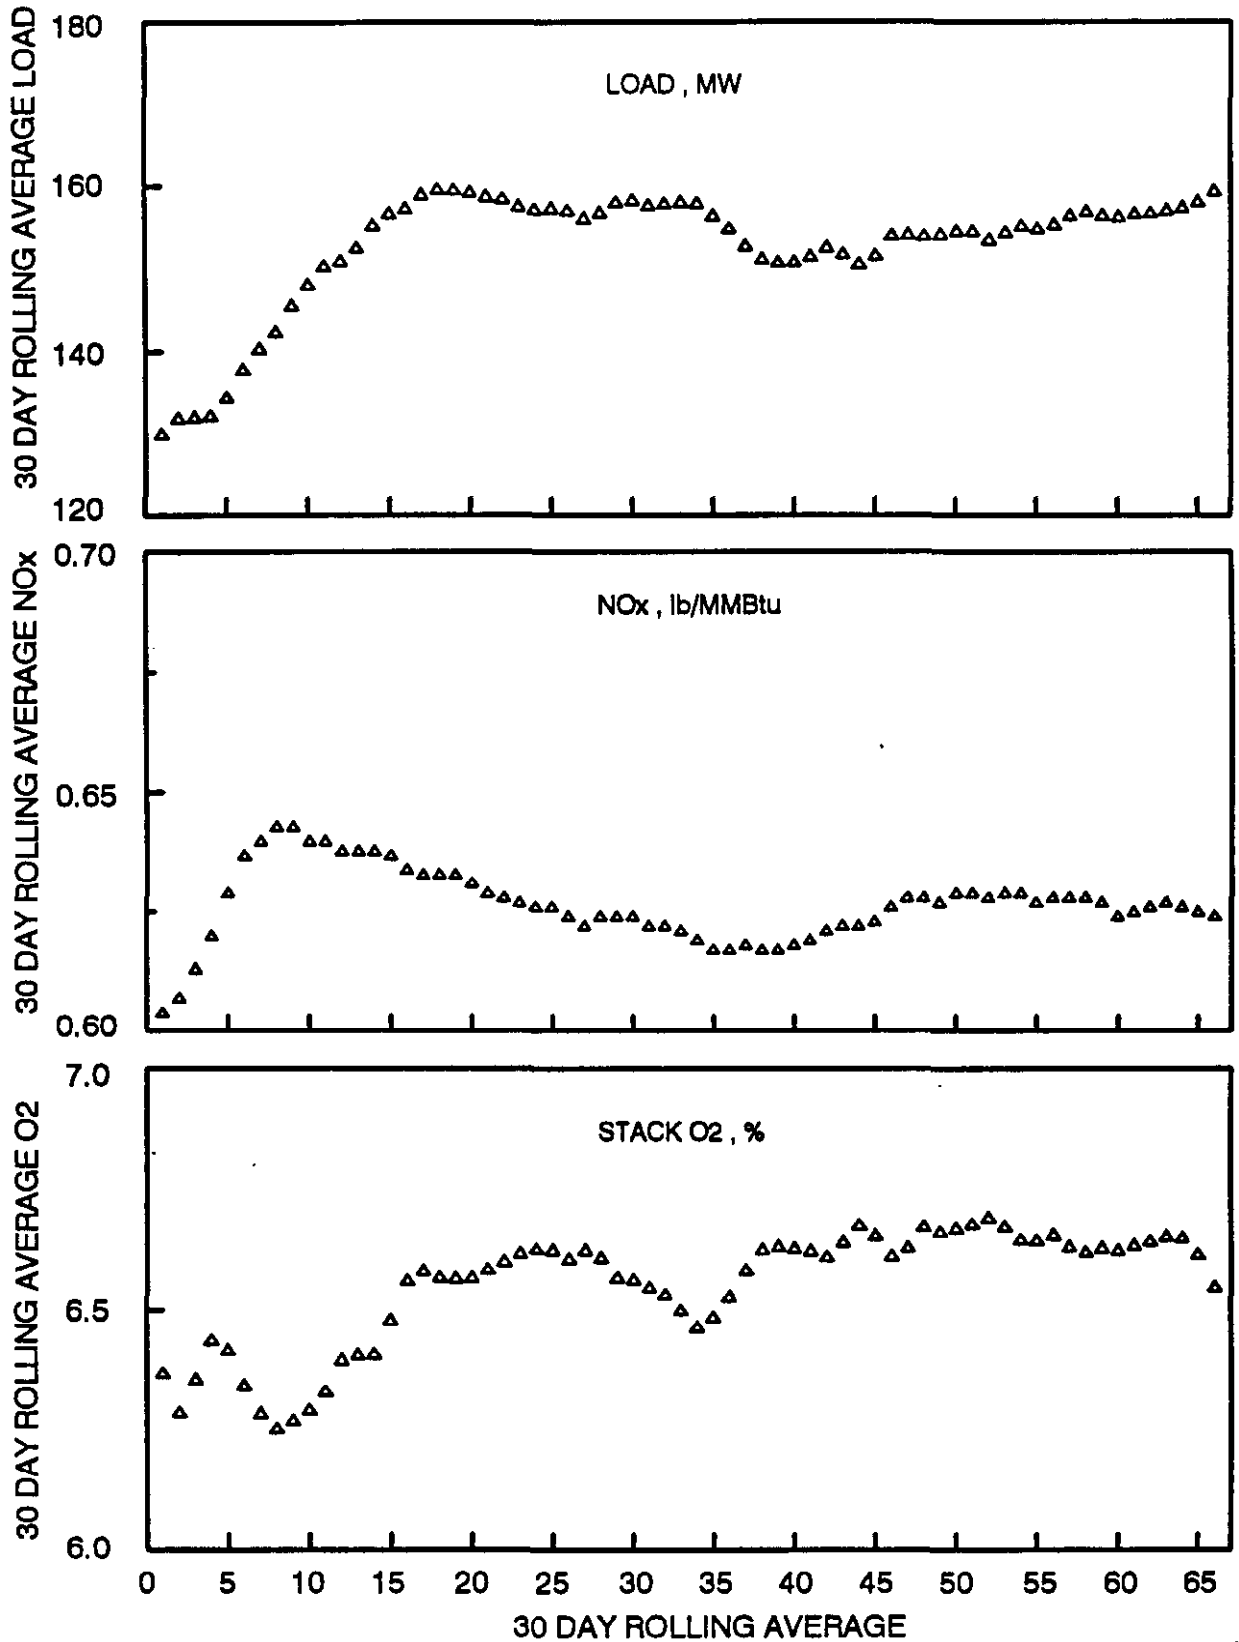 30 DAY ROLLING AVERAGE LOAD
180
160
140
120
LOAD , MW
30 DAY ROLLING AVERAGE NOx
0.70
0.65
0.60
NOx , lb/MMBtu
30 DAY ROLLING AVERAGE O2
7.0
6.5
6.0
STACK O2 , %
0 5 10 15 20 25 30 35 40 45 50 55 60 65
30 DAY ROLLING AVERAGE